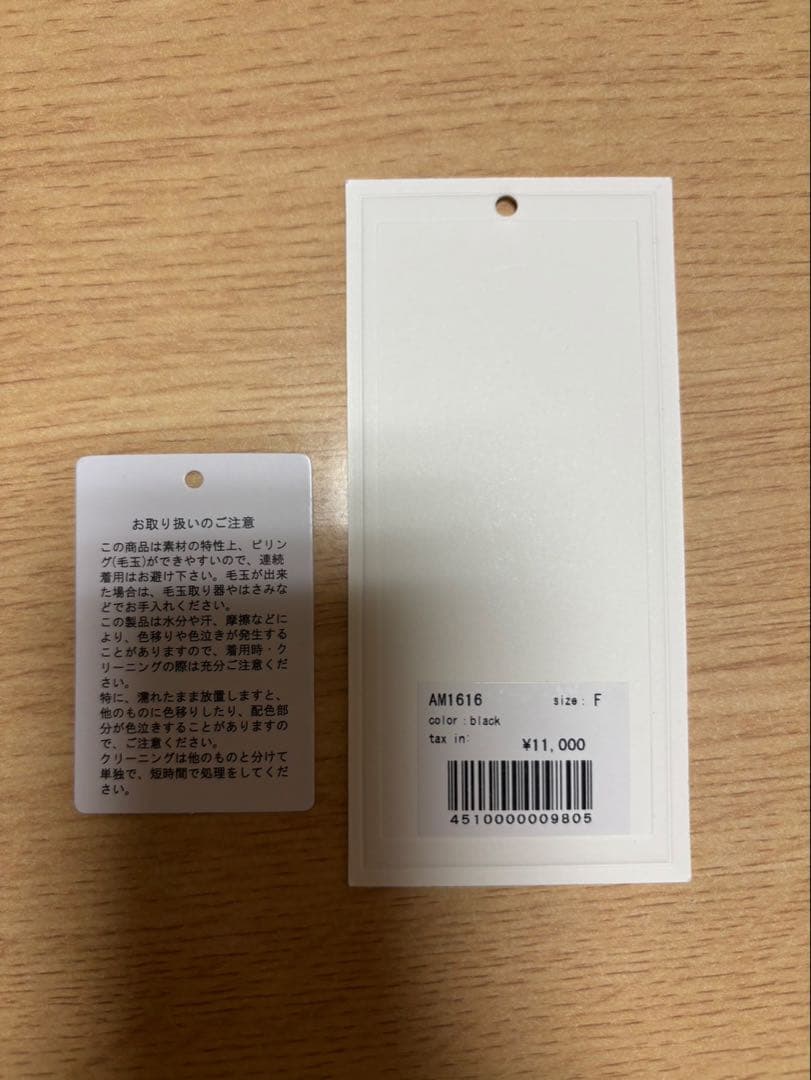 お取り扱いのご注意
この商品は素材の特性上、ピリン
グ(毛玉)ができやすいので、連続
着用はお避け下さい。毛玉が出来
た場合は、毛玉取り器やはさみな
どでお手入れください。
この製品は水分や汗、摩擦などに
より、色移りや色泣きが発生する
ことがありますので、着用時・ク
リーニングの際は充分ご注意くだ
さい。
特に、濡れたまま放置しますと、
他のものに色移りしたり、配色部
分が色泣きすることがありますの
で、ご注意ください。
クリーニングは他のものと分けて
単独で、短時間で処理をしてくだ
さい。
AM1616 size: F
color:black
tax in: ¥11,000
4510000009805